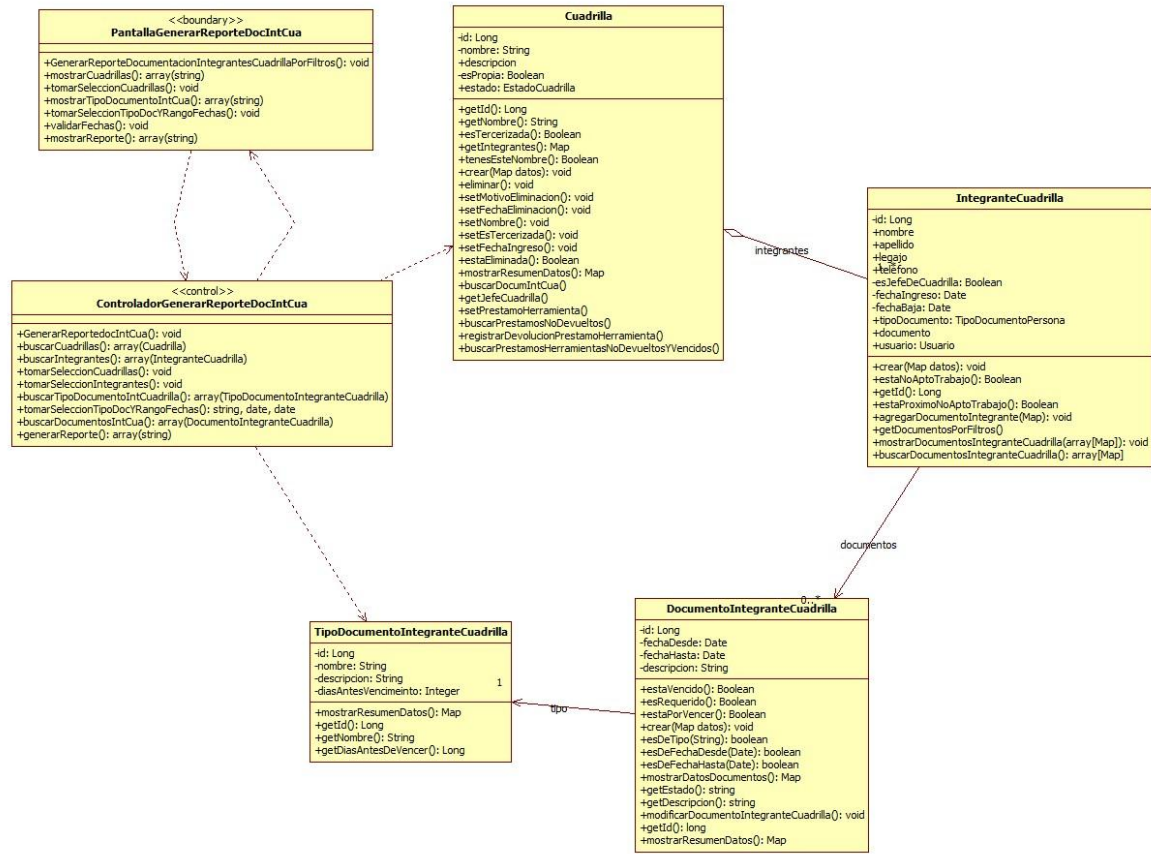 <<boundary>>
PantallaGenerarReporteDocIntCua
+GenerarReporteDocumentacionIntegrantesCuadrillaPorFiltros(): void
+mostrarCuadrillas(): array(string)
+tomarSeleccionCuadrillas(): void
+mostrarTipoDocumentoIntCua(): array(string)
+tomarSeleccionTipoDocYRangoFechas(): void
+validarFechas(): void
+mostrarReporte(): array(string)
Cuadrilla
-id: Long
-nombre: String
+descripcion
-esPropia: Boolean
+estado: EstadoCuadrilla
+getId(): Long
+getNombre(): String
+esTercerizada(): Boolean
+getIntegrantes(): Map
+tenesEsteNombre(): Boolean
+crear(Map datos): void
+eliminar(): void
+setMotivoEliminacion(): void
+setFechaEliminacion(): void
+setNombre(): void
+setEsTercerizada(): void
+setFechaIngreso(): void
+estaEliminada(): Boolean
+mostrarResumenDatos(): Map
+buscarDocumIntCua()
+getJefeCuadrilla()
+setPrestamoHerramienta()
+buscarPrestamosNoDevueltos()
+registrarDevolucionPrestamoHerramienta()
+buscarPrestamosHerramientasNoDevueltosYVencidos()
integrantes
IntegranteCuadrilla
-id: Long
+nombre
+apellido
+legajo
+telefono
-esJefeDeCuadrilla: Boolean
-fechaIngreso: Date
-fechaBaja: Date
+tipoDocumento: TipoDocumentoPersona
+documento
+usuario: Usuario
+crear(Map datos): void
+estaNoAptoTrabajo(): Boolean
+getId(): Long
+estaProximoNoAptoTrabajo(): Boolean
+agregarDocumentoIntegrante(Map): void
+getDocumentosPorFiltros()
+mostrarDocumentosIntegranteCuadrilla(array[Map]): void
+buscarDocumentosIntegranteCuadrilla(): array[Map]
<<control>>
ControladorGenerarReporteDocIntCua
+GenerarReportedocIntCua(): void
+buscarCuadrillas(): array(Cuadrilla)
+buscarIntegrantes(): array(IntegranteCuadrilla)
+tomarSeleccionCuadrillas(): void
+tomarSeleccionIntegrantes(): void
+buscarTipoDocumentoIntCuadrilla(): array(TipoDocumentoIntegranteCuadrilla)
+tomarSeleccionTipoDocYRangoFechas(): string, date, date
+buscarDocumentosIntCua(): array(DocumentoIntegranteCuadrilla)
+generarReporte(): array(string)
documentos
0..*
TipoDocumentoIntegranteCuadrilla
-id: Long
-nombre: String
-descripcion: String
-diasAntesVencimeinto: Integer
1
+mostrarResumenDatos(): Map
+getId(): Long
+getNombre(): String
+getDiasAntesDeVencer(): Long
tipo
DocumentoIntegranteCuadrilla
-id: Long
-fechaDesde: Date
-fechaHasta: Date
-descripcion: String
+estaVencido(): Boolean
+esRequerido(): Boolean
+estaPorVencer(): Boolean
+crear(Map datos): void
+esDeTipo(String): boolean
+esDeFechaDesde(Date): boolean
+esDeFechaHasta(Date): boolean
+mostrarDatosDocumentos(): Map
+getEstado(): string
+getDescripcion(): string
+modificarDocumentoIntegranteCuadrilla(): void
+getId(): long
+mostrarResumenDatos(): Map